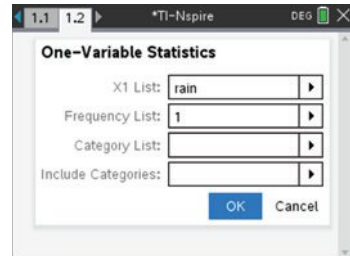 1.1 1.2 *TI-Nspire DEG
One-Variable Statistics
X1 List: rain
Frequency List: 1
Category List:
Include Categories:
OK Cancel